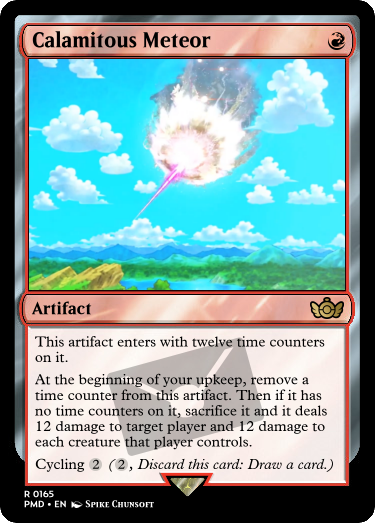 Calamitous Meteor
Artifact
This artifact enters with twelve time counters
on it.
At the beginning of your upkeep, remove a
time counter from this artifact. Then if it has
no time counters on it, sacrifice it and it deals
12 damage to target player and 12 damage to
each creature that player controls.
Cycling 2 (2, Discard this card: Draw a card.)
R 0165
PMD • EN Spike Chunsoft